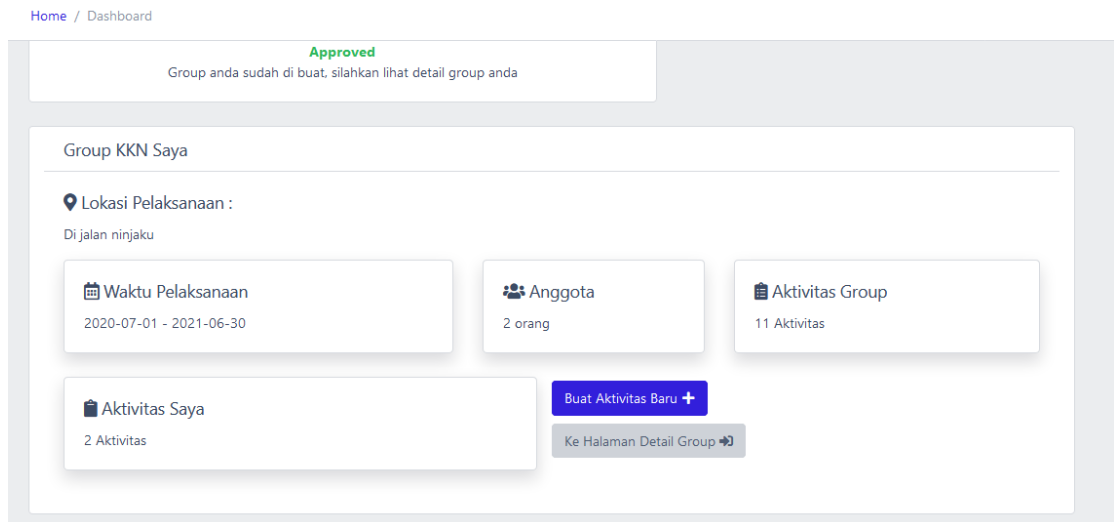 Home / Dashboard
Approved
Group anda sudah di buat, silahkan lihat detail group anda
Group KKN Saya
Lokasi Pelaksanaan :
Di jalan ninjaku
Waktu Pelaksanaan
2020-07-01 - 2021-06-30
Anggota
2 orang
Aktivitas Group
11 Aktivitas
Aktivitas Saya
2 Aktivitas
Buat Aktivitas Baru
Ke Halaman Detail Group